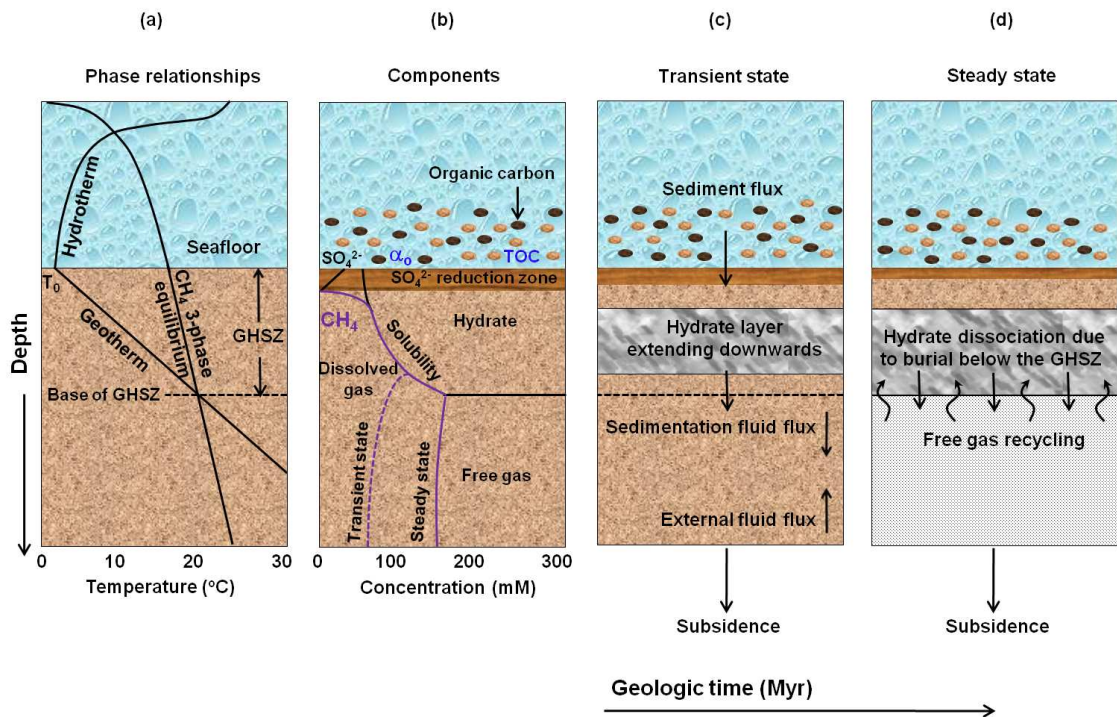 (a)
(b)
(c)
(d)
Phase relationships
Components
Transient state
Steady state
Hydrotherm
Seafloor
T0
Geotherm
CH4 3-phase
equilibrium
GHSZ
Base of GHSZ
Depth
0
10
20
30
Temperature (ºC)
Organic carbon
SO4²⁻
α0
TOC
SO4²⁻ reduction zone
CH4
Hydrate
Solubility
Dissolved
gas
Transient state
Steady state
Free gas
0
100
200
300
Concentration (mM)
Sediment flux
Hydrate layer
extending downwards
Sedimentation fluid flux
External fluid flux
Subsidence
Hydrate dissociation due
to burial below the GHSZ
Free gas recycling
Subsidence
Geologic time (Myr)